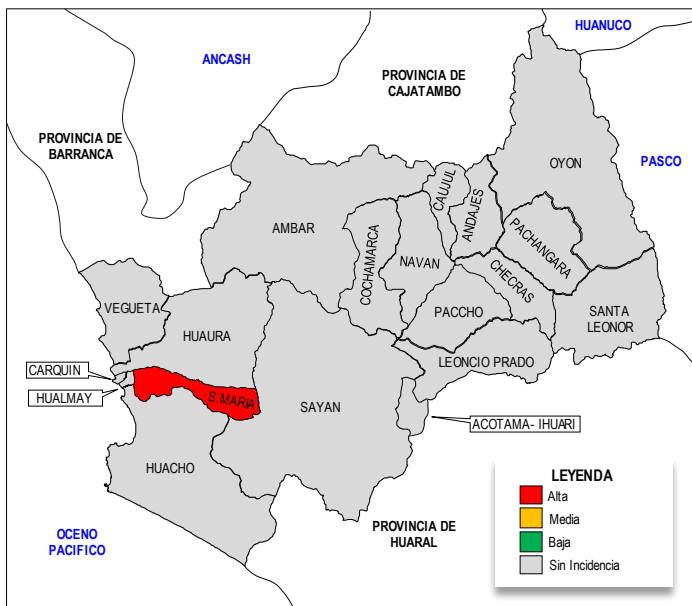 HUANUCO
ANCASH
PROVINCIA DE
CAJATAMBO
PROVINCIA DE
BARRANCA
OYON
PASCO
CAUJUL
ANDAJES
AMBAR
COCHAMARCA
NAVAN
PACHANGARA
CHECRAS
VEGUETA
HUAURA
PACCHO
SANTA
LEONOR
LEONCIO PRADO
CARQUIN
HUALMAY
S.MARIA
SAYAN
ACOTAMA- IHUARI
HUACHO
OCENO
PACIFICO
PROVINCIA DE
HUARAL
LEYENDA
Alta
Media
Baja
Sin Incidencia